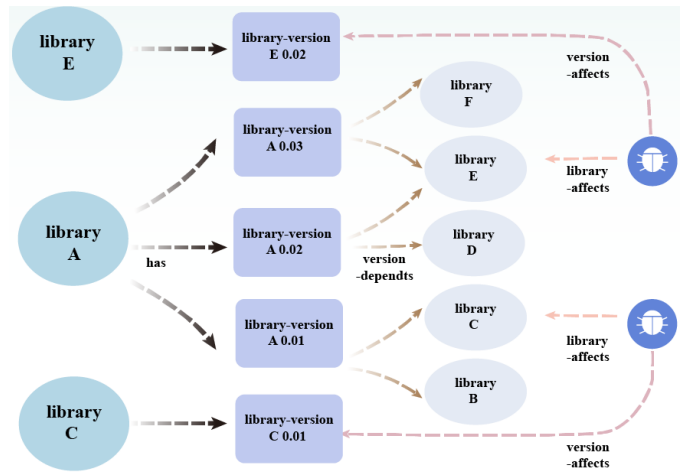 library
E
library-version
E 0.02
version
-affects
library
F
library-version
A 0.03
library
E
library
-affects
library
A
has
library-version
A 0.02
version
-dependts
library
D
library-version
A 0.01
library
C
library
-affects
library
B
library
C
library-version
C 0.01
version
-affects